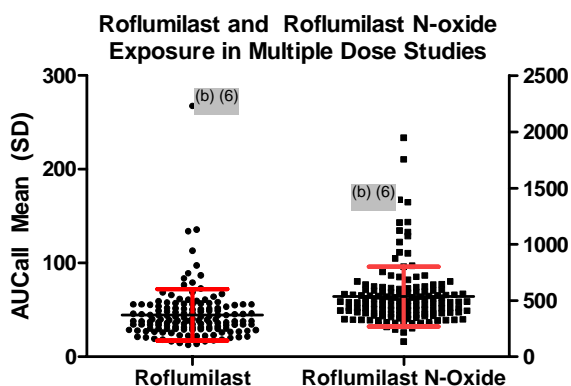 Roflumilast and Roflumilast N-oxide
Exposure in Multiple Dose Studies
AUCall Mean (SD)
300
200
100
0
2500
2000
1500
1000
500
0
(b) (6)
(b) (6)
Roflumilast
Roflumilast N-Oxide